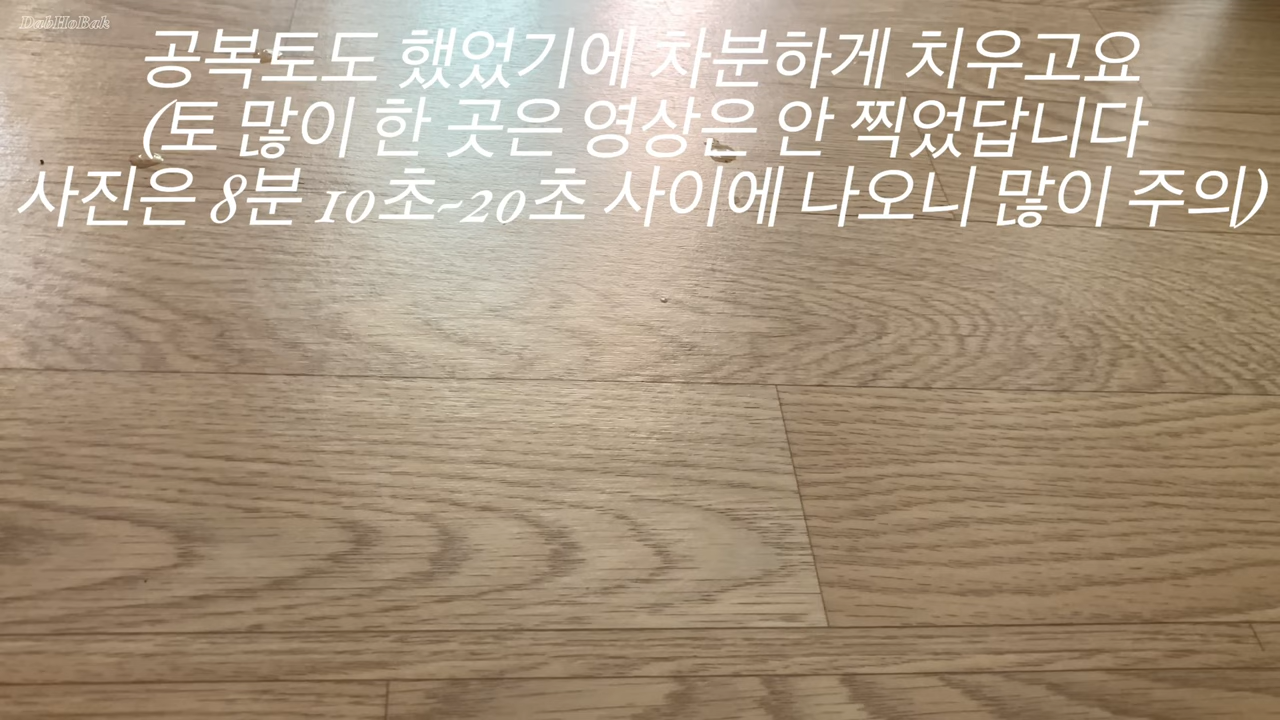 DabHoBak
공복토도 했었기에 차분하게 치우고요
(토 많이 한 곳은 영상은 안 찍었답니다
사진은 8분 10초~20초 사이에 나오니 많이 주의)